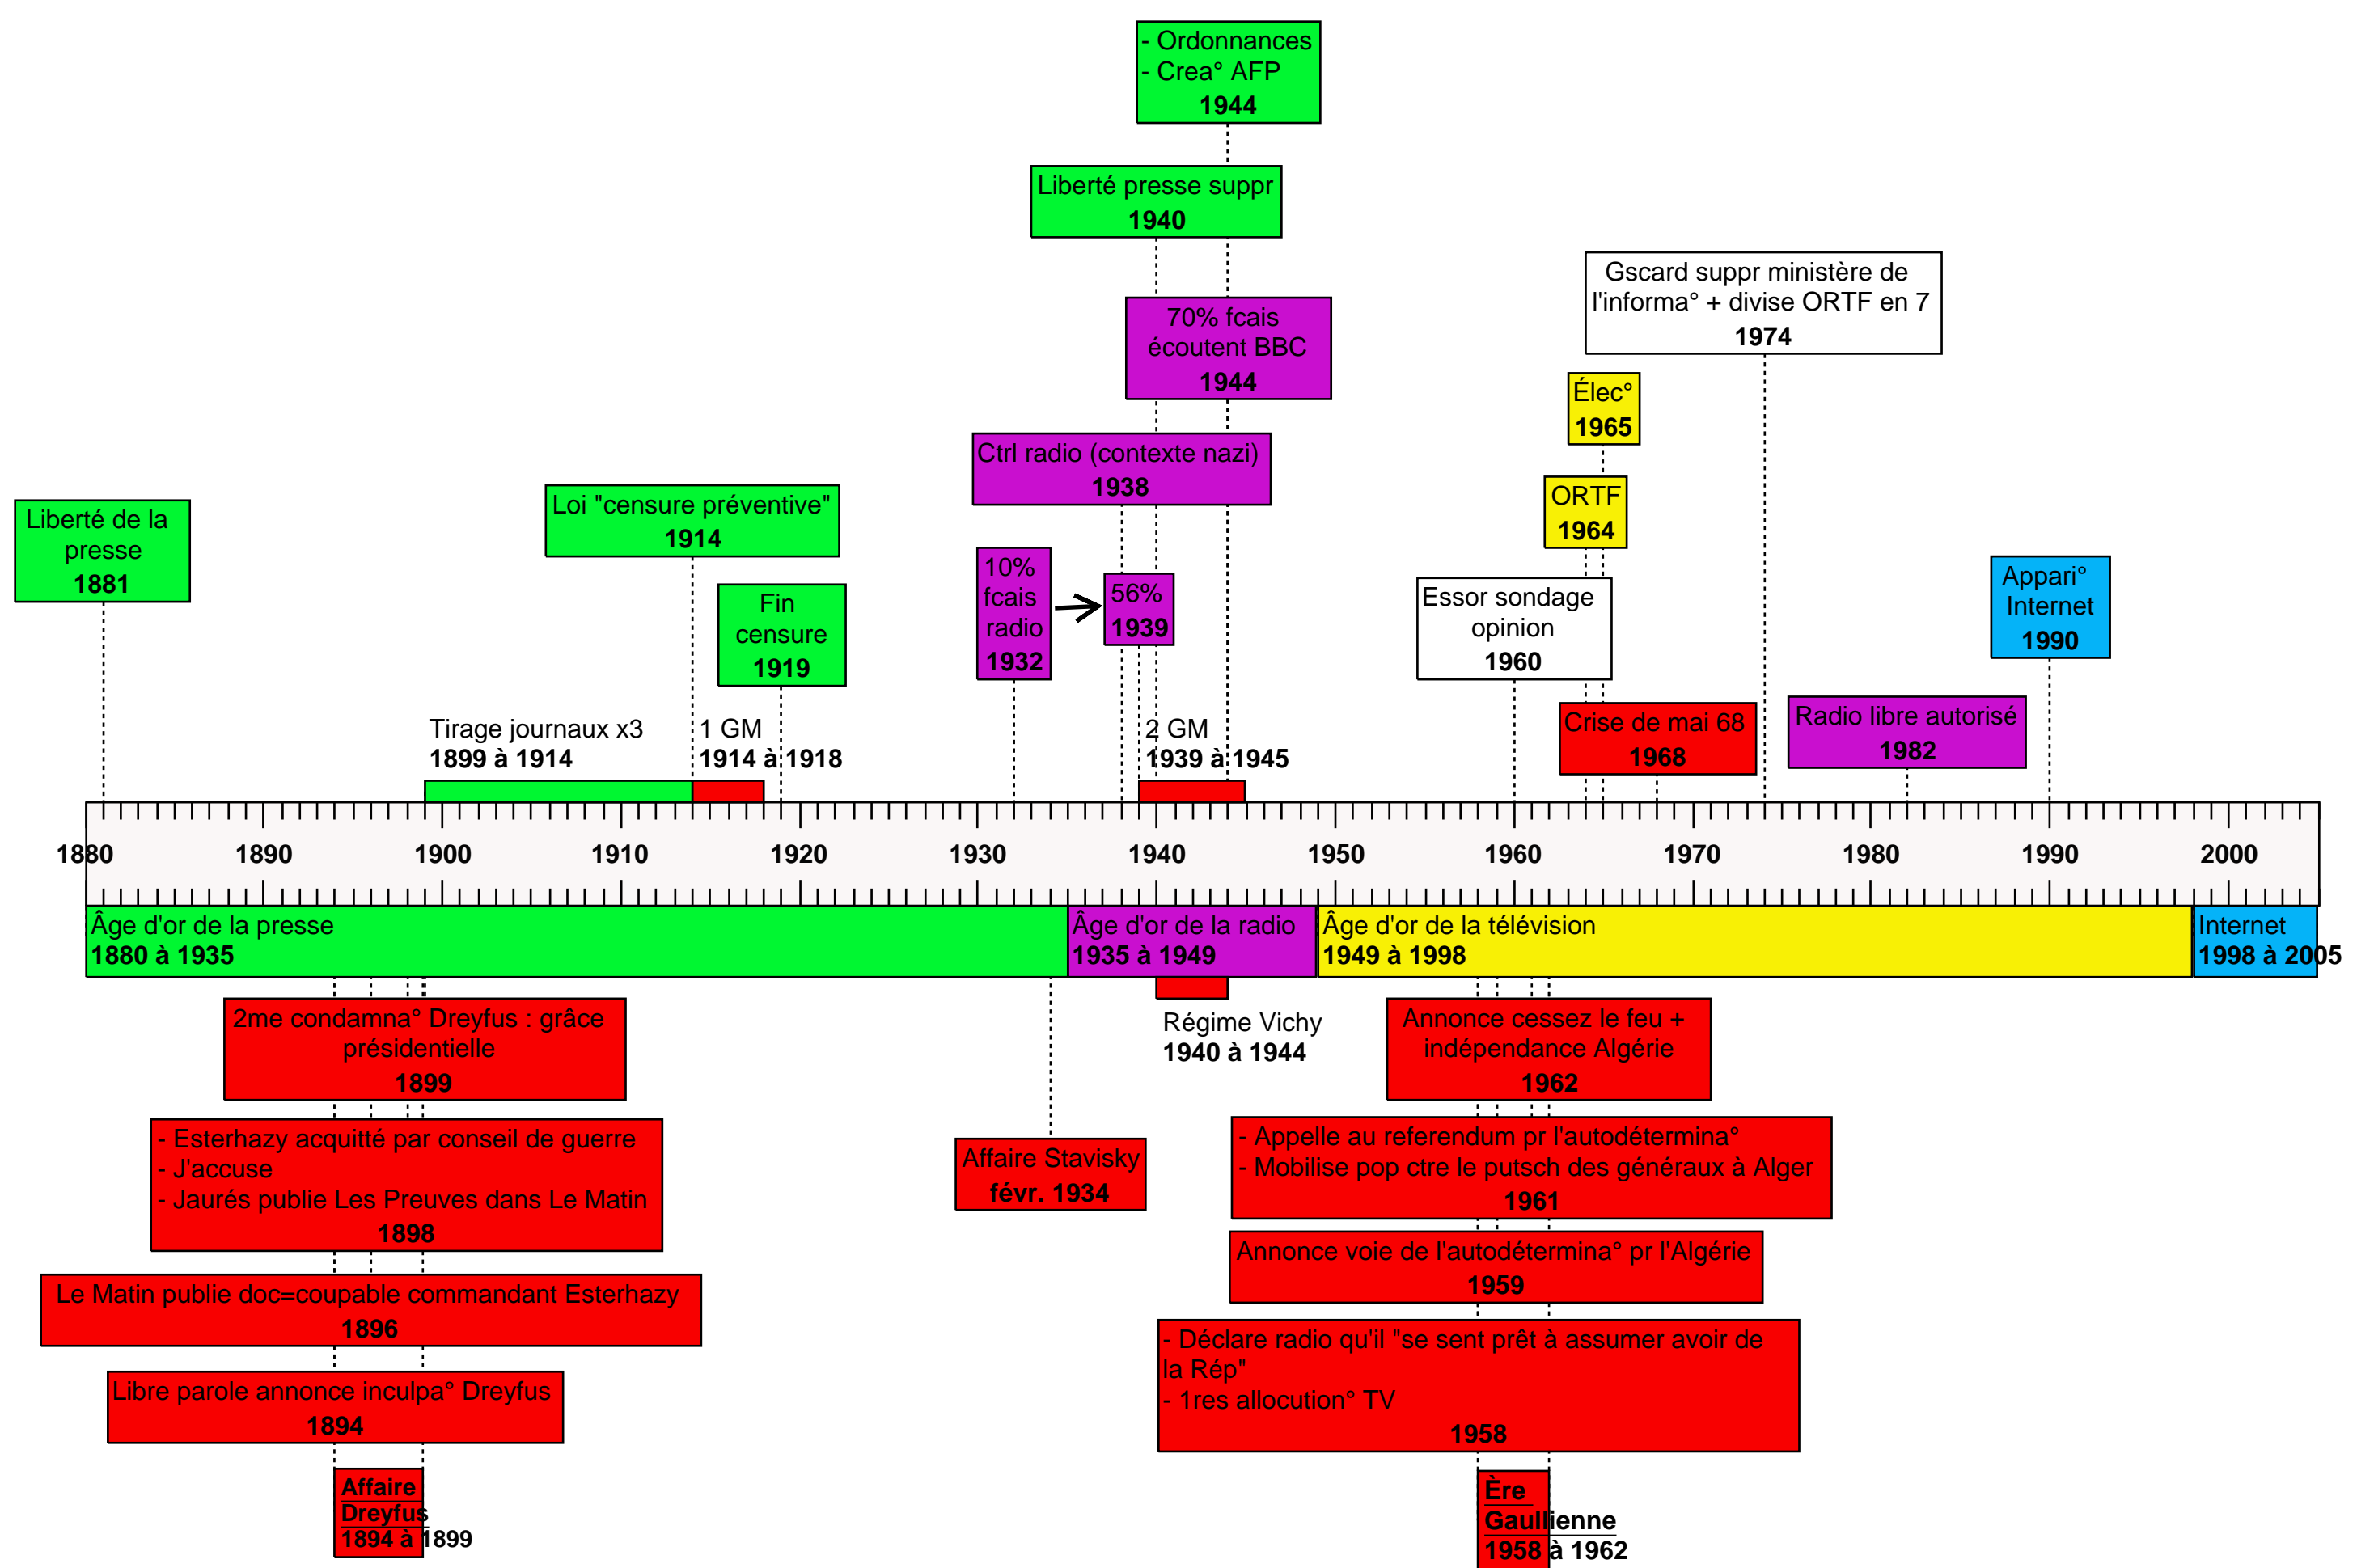 - Ordonnances
- Crea° AFP
1944
Liberté presse suppr
1940
Gscard suppr ministère de
l'informa° + divise ORTF en 7
1974
70% fcais
écoutent BBC
1944
Élec°
1965
Ctrl radio (contexte nazi)
1938
ORTF
1964
Liberté de la
presse
1881
Loi "censure préventive"
1914
Fin
censure
1919
10%
fcais
radio
1932
56%
1939
Essor sondage
opinion
1960
Appari°
Internet
1990
Crise de mai 68
1968
Radio libre autorisé
1982
Tirage journaux x3
1899 à 1914
1 GM
1914 à 1918
2 GM
1939 à 1945
1880 1890 1900 1910 1920 1930 1940 1950 1960 1970 1980 1990 2000
Âge d'or de la presse
1880 à 1935
Âge d'or de la radio
1935 à 1949
Âge d'or de la télévision
1949 à 1998
Internet
1998 à 2005
2me condamna° Dreyfus : grâce
présidentielle
1899
Régime Vichy
1940 à 1944
Annonce cessez le feu +
indépendance Algérie
1962
- Esterhazy acquitté par conseil de guerre
- J'accuse
- Jaurés publie Les Preuves dans Le Matin
1898
Affaire Stavisky
févr. 1934
- Appelle au referendum pr l'autodétermina°
- Mobilise pop ctre le putsch des généraux à Alger
1961
Annonce voie de l'autodétermina° pr l'Algérie
1959
Le Matin publie doc=coupable commandant Esterhazy
1896
- Déclare radio qu'il "se sent prêt à assumer avoir de
la Rép"
- 1res allocution° TV
1958
Libre parole annonce inculpa° Dreyfus
1894
Affaire
Dreyfus
1894 à 1899
Ère
Gaullienne
1958 à 1962